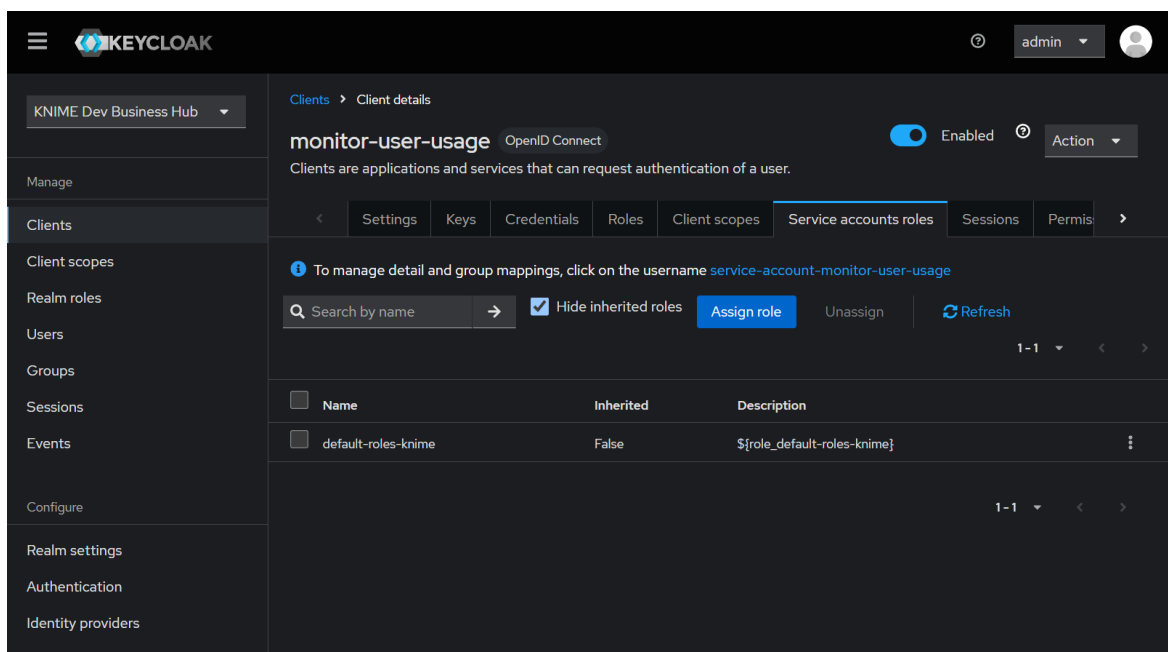 KEYCLOAK
admin
KNIME Dev Business Hub
Manage
Clients
Client scopes
Realm roles
Users
Groups
Sessions
Events
Configure
Realm settings
Authentication
Identity providers
Clients > Client details
monitor-user-usage OpenID Connect
Enabled
Action
Clients are applications and services that can request authentication of a user.
< Settings Keys Credentials Roles Client scopes Service accounts roles Sessions Permis >
To manage detail and group mappings, click on the username service-account-monitor-user-usage
Search by name
Hide inherited roles
Assign role
Unassign
Refresh
1-1
Name Inherited Description
default-roles-knime False ${role_default-roles-knime}
1-1